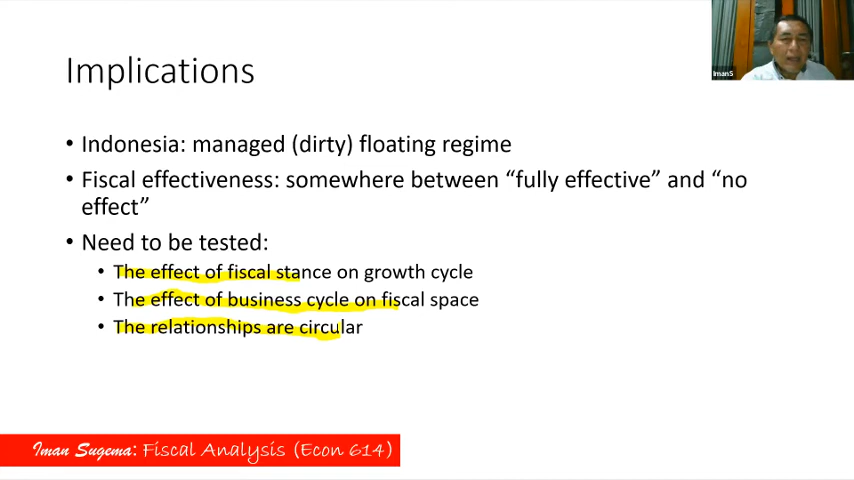 Iman S
Implications
• Indonesia: managed (dirty) floating regime
• Fiscal effectiveness: somewhere between “fully effective” and “no
effect”
• Need to be tested:
• The effect of fiscal stance on growth cycle
• The effect of business cycle on fiscal space
• The relationships are circular
Iman Sugema: Fiscal Analysis (Econ 614)